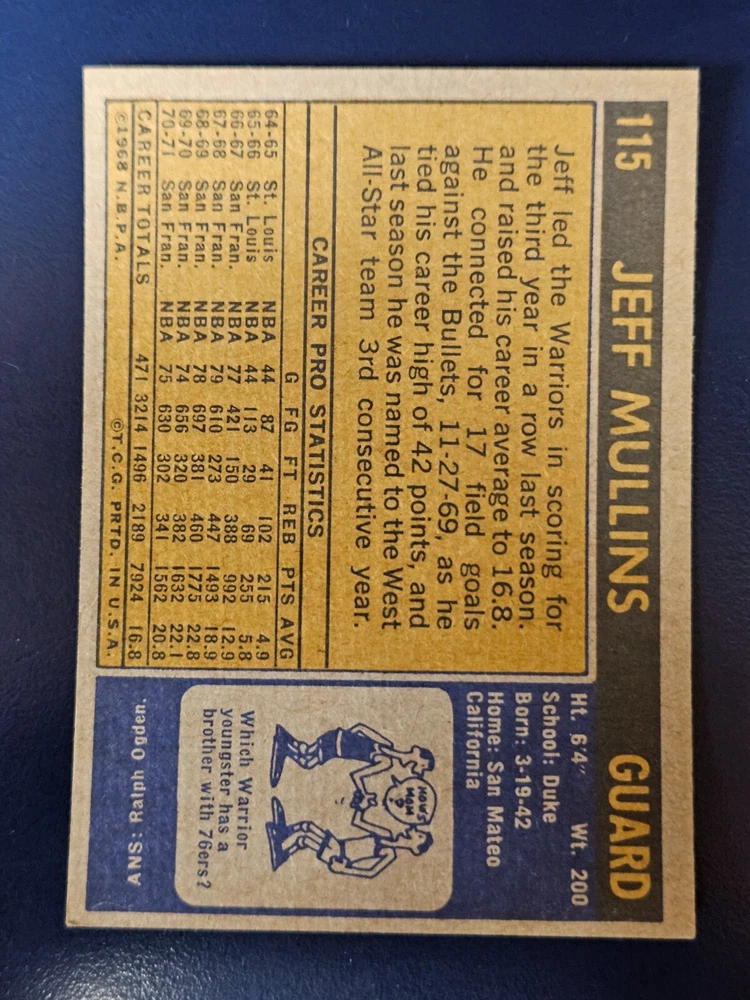 115 JEFF MULLINS GUARD
Jeff led the Warriors in scoring for
the third year in a row last season.
and raised his career average to 16.8.
He connected for 17 field goals
against the Bullets, 11-27-69, as he
tied his career high of 42 points, and
last season he was named to the West
All-Star team 3rd consecutive year.
CAREER PRO STATISTICS
G FG FT REB PTS AVG
64-65 St. Louis NBA 44 87 41 102 215 4.9
65-66 St. Louis NBA 44 113 29 69 255 5.8
66-67 San Fran. NBA 77 421 150 388 992 12.9
67-68 San Fran. NBA 79 610 273 447 1493 18.9
68-69 San Fran. NBA 78 697 381 460 1775 22.8
69-70 San Fran. NBA 74 656 320 382 1632 22.1
70-71 San Fran. NBA 75 630 302 341 1562 20.8
CAREER TOTALS 471 3214 1496 2189 7924 16.8
©1968 N.B.P.A. ©T.C.G. PRTD. IN U.S.A.
Ht. 6'4" Wt. 200
School: Duke
Born: 3-19-42
Home: San Mateo
California
HOW'S
MOM
?
Which Warrior
youngster has a
brother with 76ers?
ANS: Ralph Ogden.